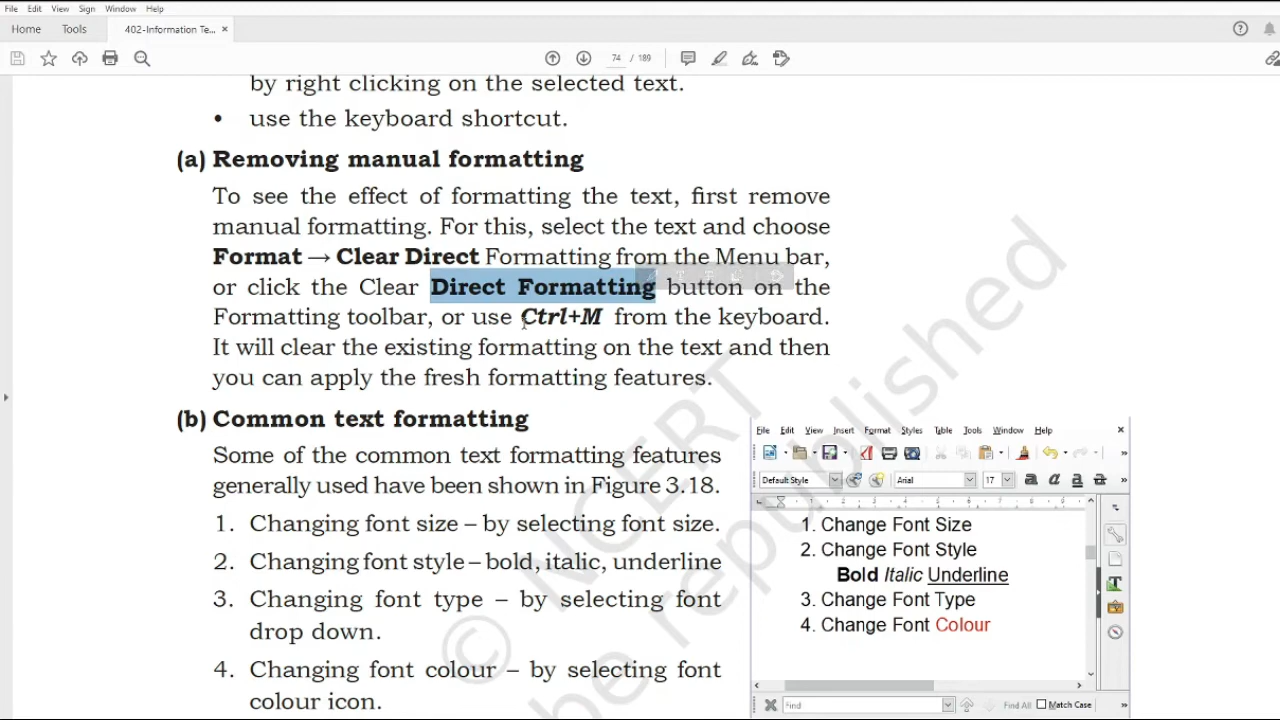 File Edit View Sign Window Help
Home Tools 402-Information Te... ×
74 / 189
by right clicking on the selected text.
• use the keyboard shortcut.
(a) Removing manual formatting
To see the effect of formatting the text, first remove
manual formatting. For this, select the text and choose
Format → Clear Direct Formatting from the Menu bar,
or click the Clear Direct Formatting button on the
Formatting toolbar, or use Ctrl+M from the keyboard.
It will clear the existing formatting on the text and then
you can apply the fresh formatting features.
(b) Common text formatting
Some of the common text formatting features
generally used have been shown in Figure 3.18.
1. Changing font size – by selecting font size.
2. Changing font style – bold, italic, underline
3. Changing font type – by selecting font
drop down.
4. Changing font colour – by selecting font
colour icon.
File Edit View Insert Format Styles Table Tools Window Help ×
Default Style Arial 17 a a a
1. Change Font Size
2. Change Font Style
Bold Italic Underline
3. Change Font Type
4. Change Font Colour
Find Find All Match Case
© NCERT
be republished